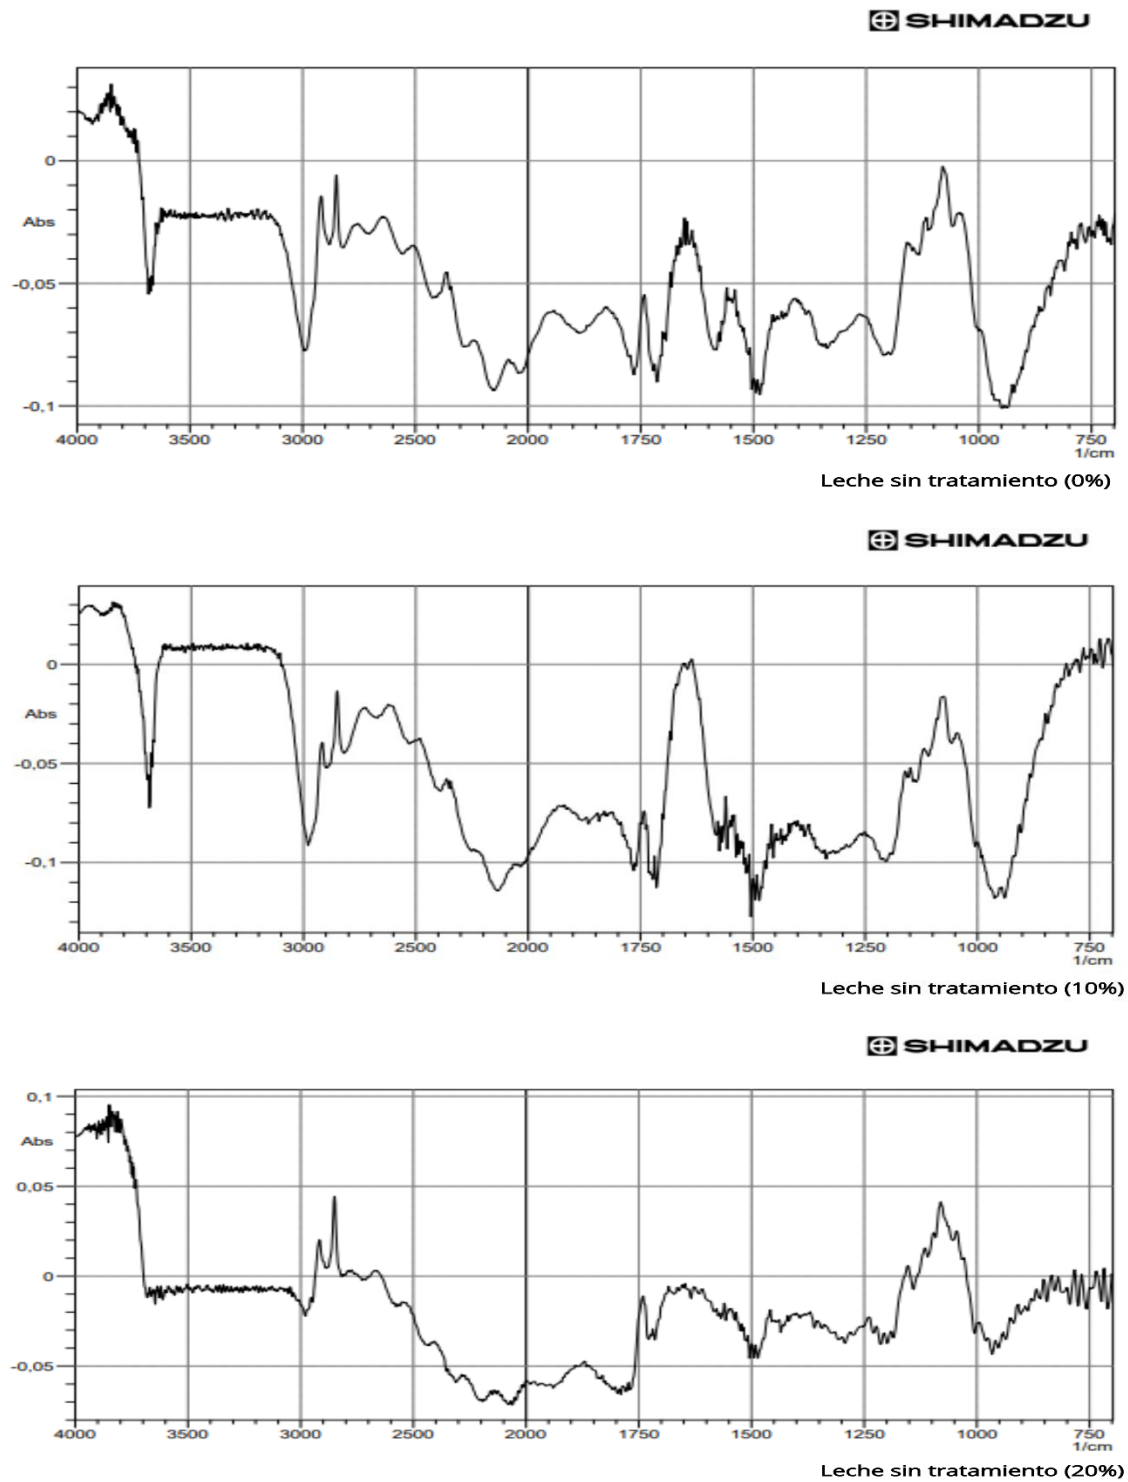 SHIMADZU
0
Abs
-0,05
-0,1
4000 3500 3000 2500 2000 1750 1500 1250 1000 750
1/cm
Leche sin tratamiento (0%)
SHIMADZU
0
Abs
-0,05
-0,1
4000 3500 3000 2500 2000 1750 1500 1250 1000 750
1/cm
Leche sin tratamiento (10%)
SHIMADZU
0,1
Abs
0,05
0
-0,05
4000 3500 3000 2500 2000 1750 1500 1250 1000 750
1/cm
Leche sin tratamiento (20%)